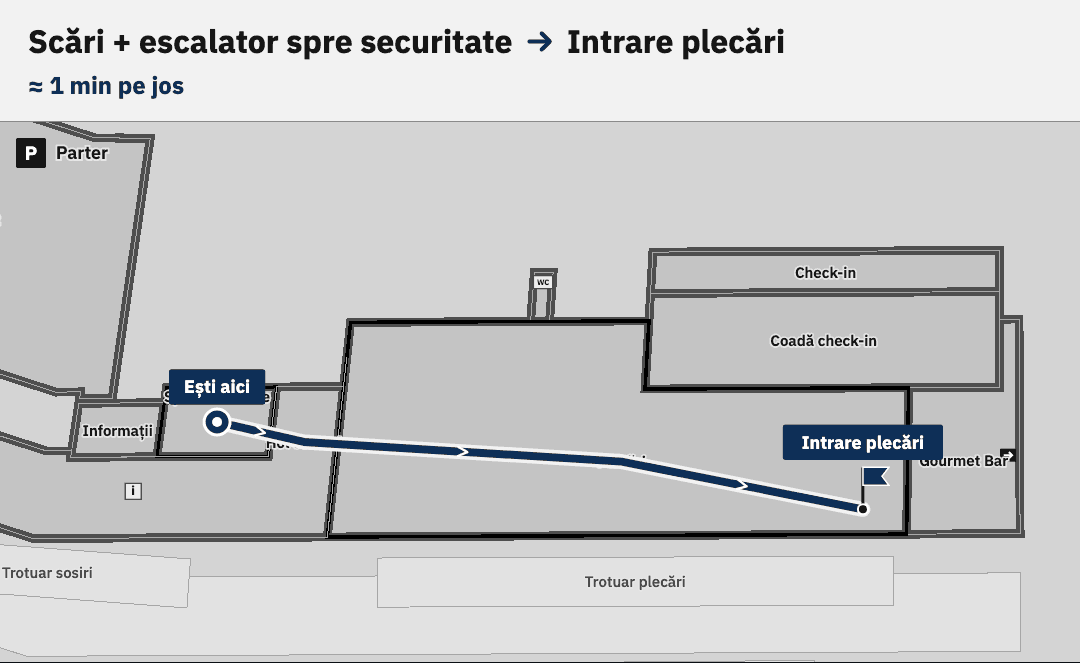 Scări + escalator spre securitate → Intrare plecări
≈ 1 min pe jos
P Parter
WC
Check-in
Coadă check-in
Ești aici
Informații
Intrare plecări
Gourmet Bar
i
Trotuar sosiri
Trotuar plecări